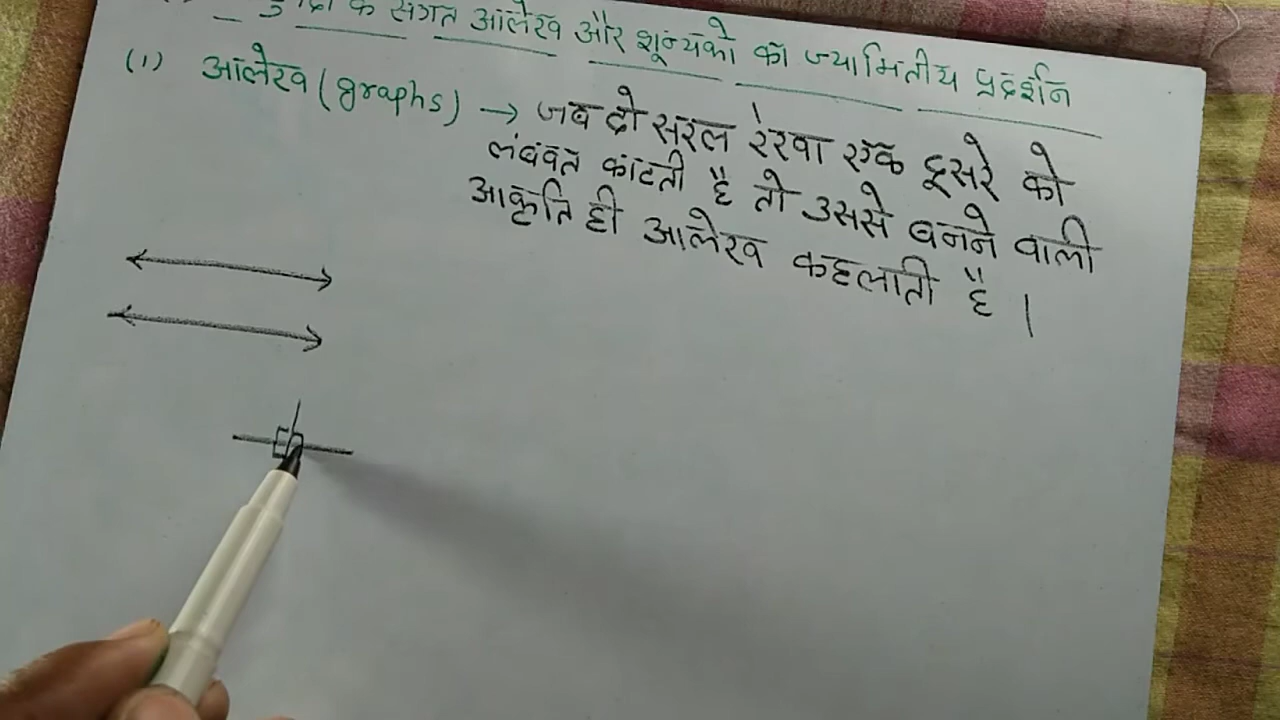 के संगत आलेख और शून्यको का ज्यामितीय प्रदर्शन
(1) आलेख (graphs) → जब दो सरल रेखा एक दूसरे को
लंबवत काटती है तो उससे बनने वाली
आकृति ही आलेख कहलाती है ।